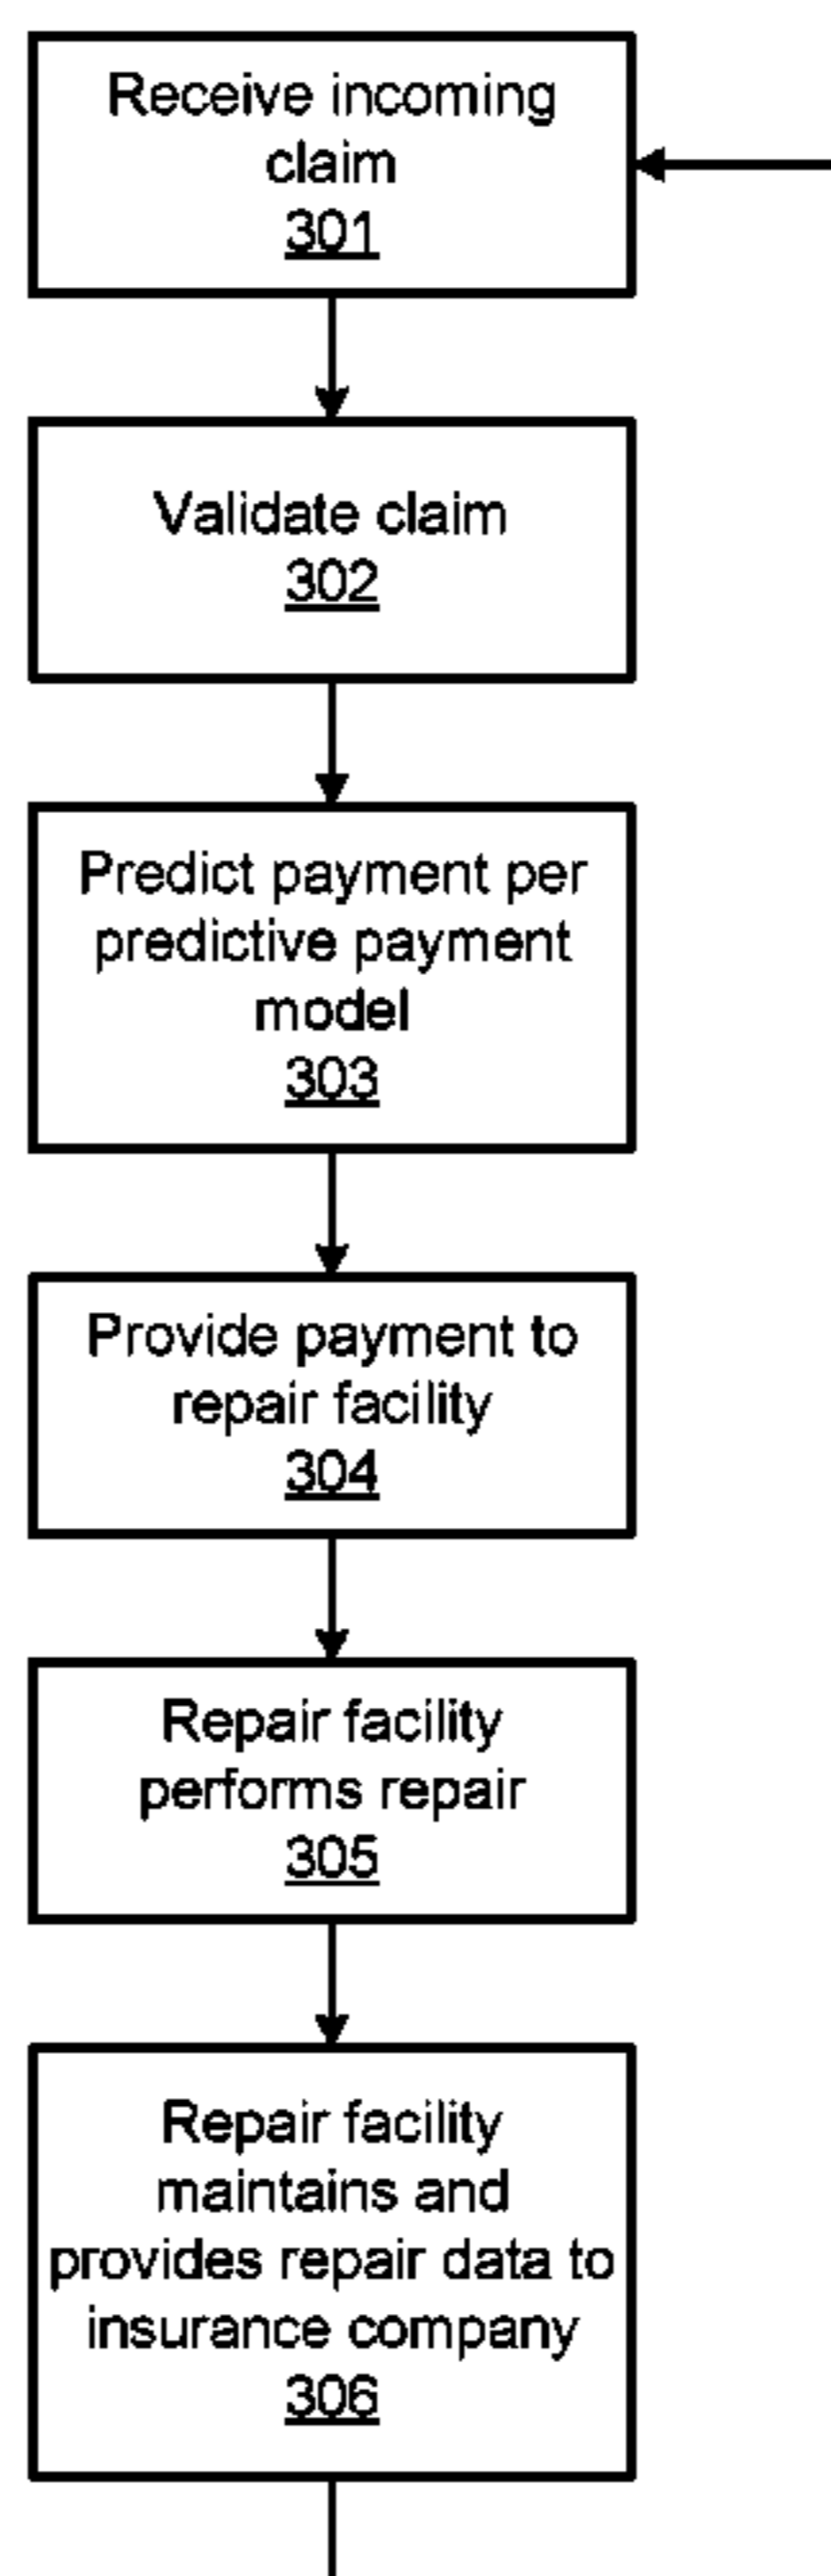 Receive incoming
claim
301
Validate claim
302
Predict payment per
predictive payment
model
303
Provide payment to
repair facility
304
Repair facility
performs repair
305
Repair facility
maintains and
provides repair data to
insurance company
306